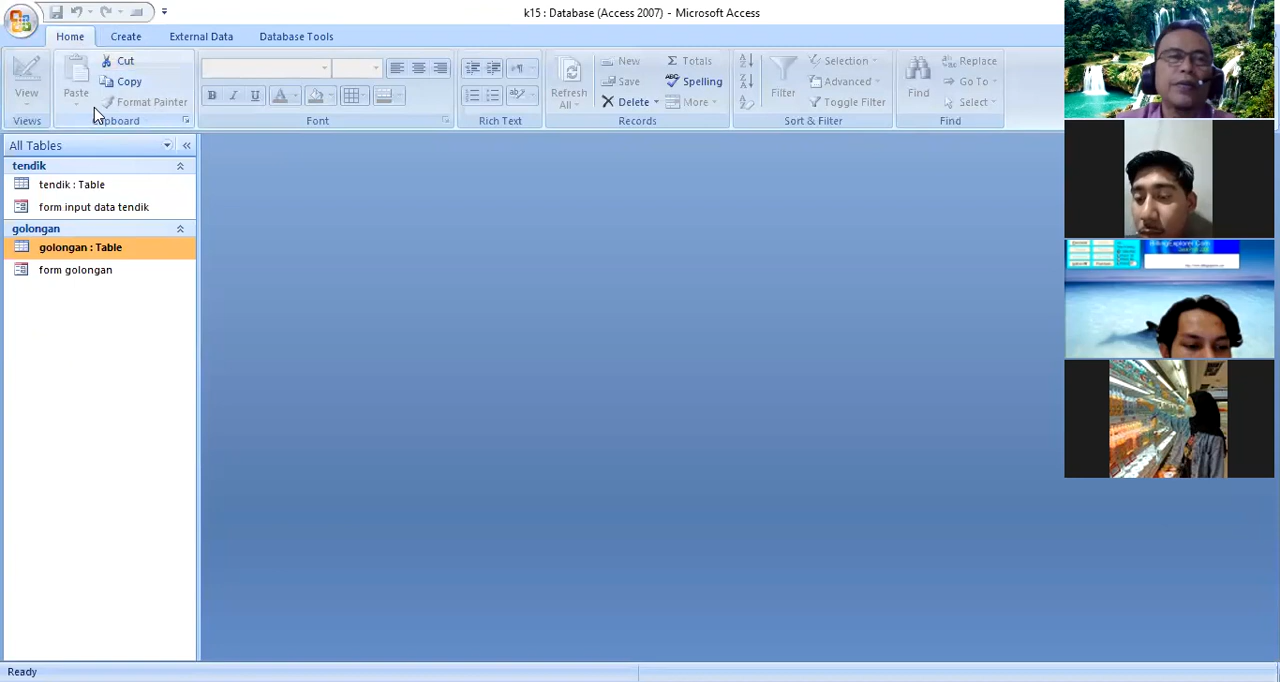 k15 : Database (Access 2007) - Microsoft Access
Home Create External Data Database Tools
View
Views
Paste
Cut
Copy
Format Painter
Clipboard
B I U A
Font
Rich Text
Refresh All
New
Save
Delete
Σ Totals
ABC Spelling
More
Records
Filter
Selection
Advanced
Toggle Filter
Sort & Filter
Find
Replace
Go To
Select
Find
All Tables
tendik
tendik : Table
form input data tendik
golongan
golongan : Table
form golongan
Ready